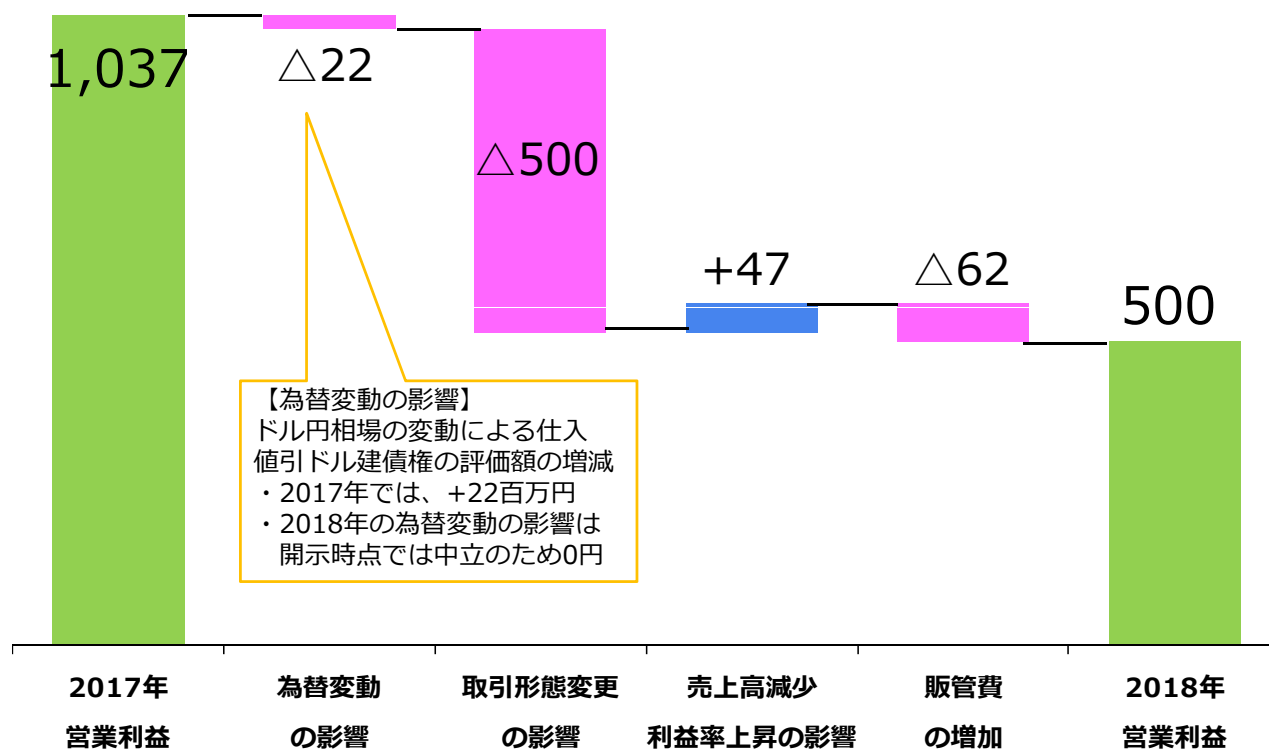 1,037
△22
△500
+47
△62
500
【為替変動の影響】
ドル円相場の変動による仕入
値引ドル建債権の評価額の増減
・2017年では、+22百万円
・2018年の為替変動の影響は
開示時点では中立のため0円
2017年
営業利益
為替変動
の影響
取引形態変更
の影響
売上高減少
利益率上昇の影響
販管費
の増加
2018年
営業利益